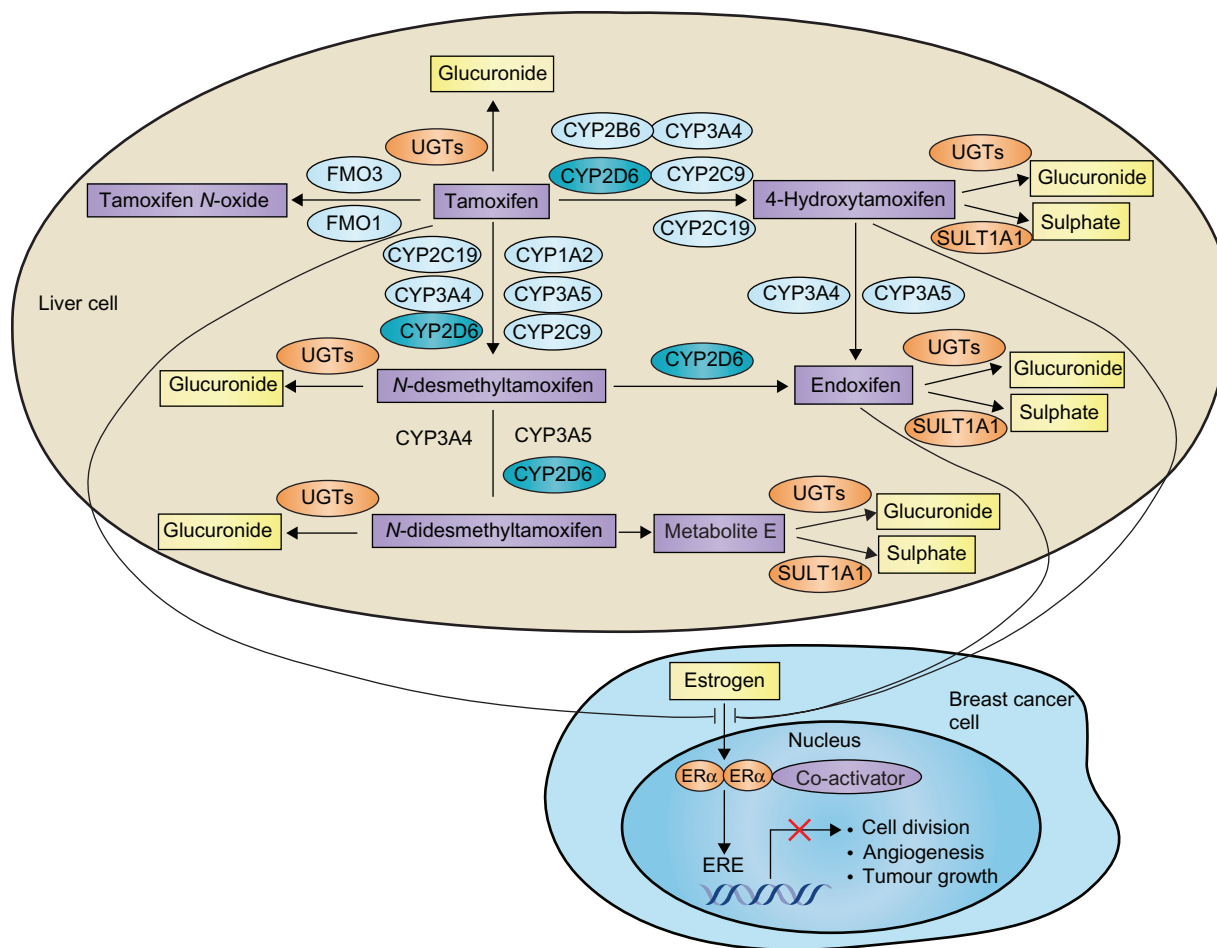 Glucuronide
CYP2B6
CYP3A4
UGTs
UGTs
FMO3
CYP2D6
CYP2C9
Glucuronide
Tamoxifen N-oxide
Tamoxifen
4-Hydroxytamoxifen
Sulphate
FMO1
CYP2C19
SULT1A1
CYP2C19
CYP1A2
Liver cell
CYP3A4
CYP3A5
CYP3A4
CYP3A5
CYP2D6
CYP2C9
UGTs
CYP2D6
UGTs
Glucuronide
N-desmethyltamoxifen
Endoxifen
Glucuronide
Sulphate
SULT1A1
CYP3A4
CYP3A5
CYP2D6
UGTs
UGTs
Glucuronide
Glucuronide
N-didesmethyltamoxifen
Metabolite E
Sulphate
SULT1A1
Estrogen
Breast cancer
cell
Nucleus
ERα
ERα
Co-activator
• Cell division
• Angiogenesis
• Tumour growth
ERE